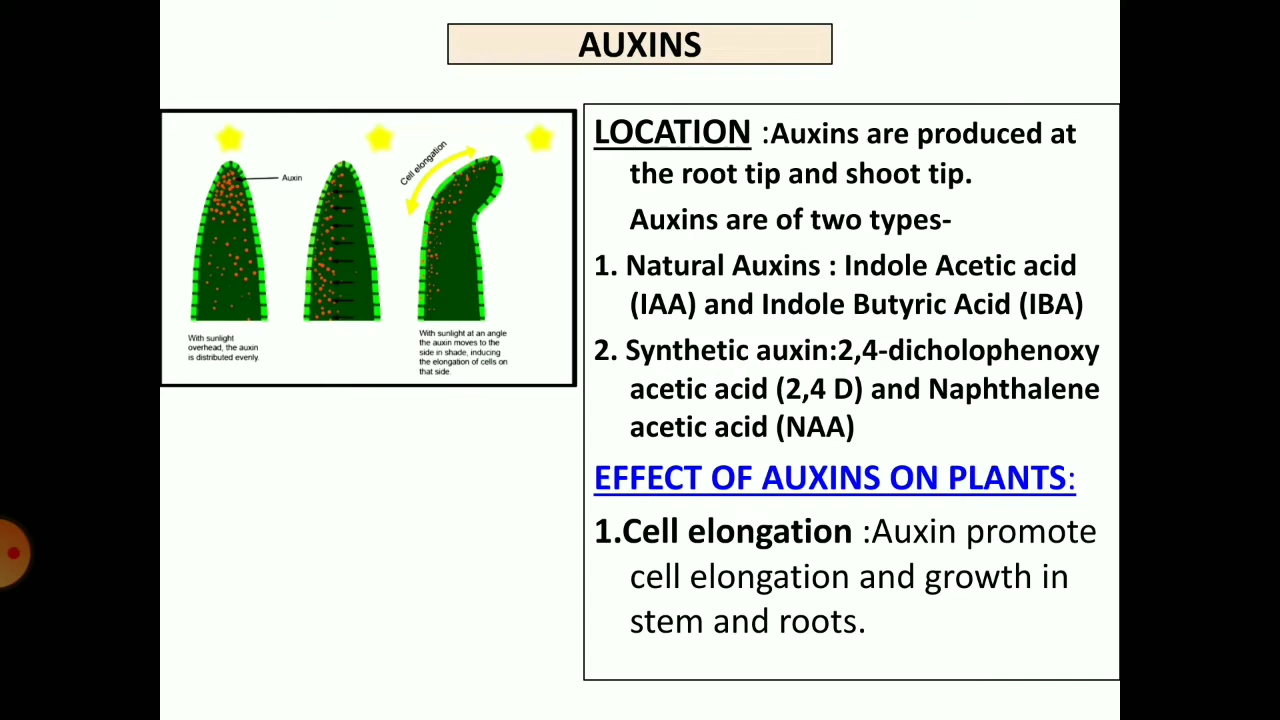 AUXINS
Auxin
Cell elongation
With sunlight
overhead, the auxin
is distributed evenly.
With sunlight at an angle
the auxin moves to the
side in shade, inducing
the elongation of cells on
that side.
LOCATION :Auxins are produced at
the root tip and shoot tip.
Auxins are of two types-
1. Natural Auxins : Indole Acetic acid
(IAA) and Indole Butyric Acid (IBA)
2. Synthetic auxin:2,4-dicholophenoxy
acetic acid (2,4 D) and Naphthalene
acetic acid (NAA)
EFFECT OF AUXINS ON PLANTS:
1.Cell elongation :Auxin promote
cell elongation and growth in
stem and roots.